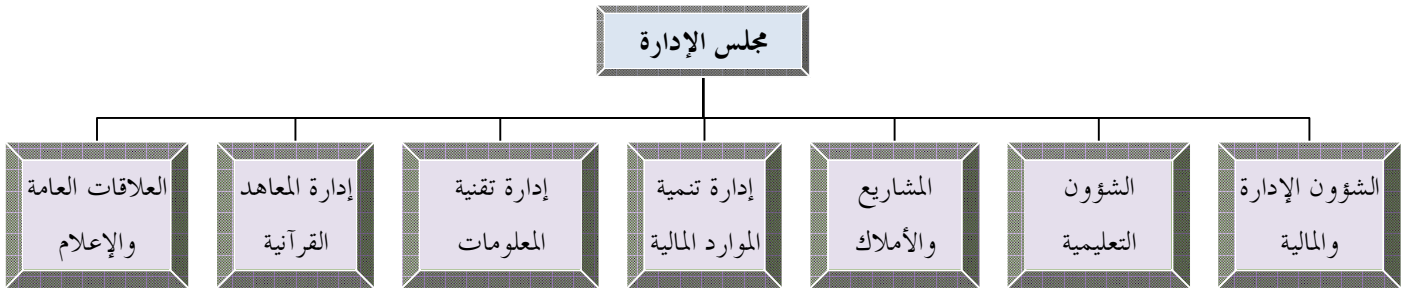 مجلس الإدارة
الشؤون الإدارة
والمالية
الشؤون
التعليمية
المشاريع
والأملاك
إدارة تنمية
الموارد المالية
إدارة تقنية
المعلومات
إدارة المعاهد
القرآنية
العلاقات العامة
والإعلام